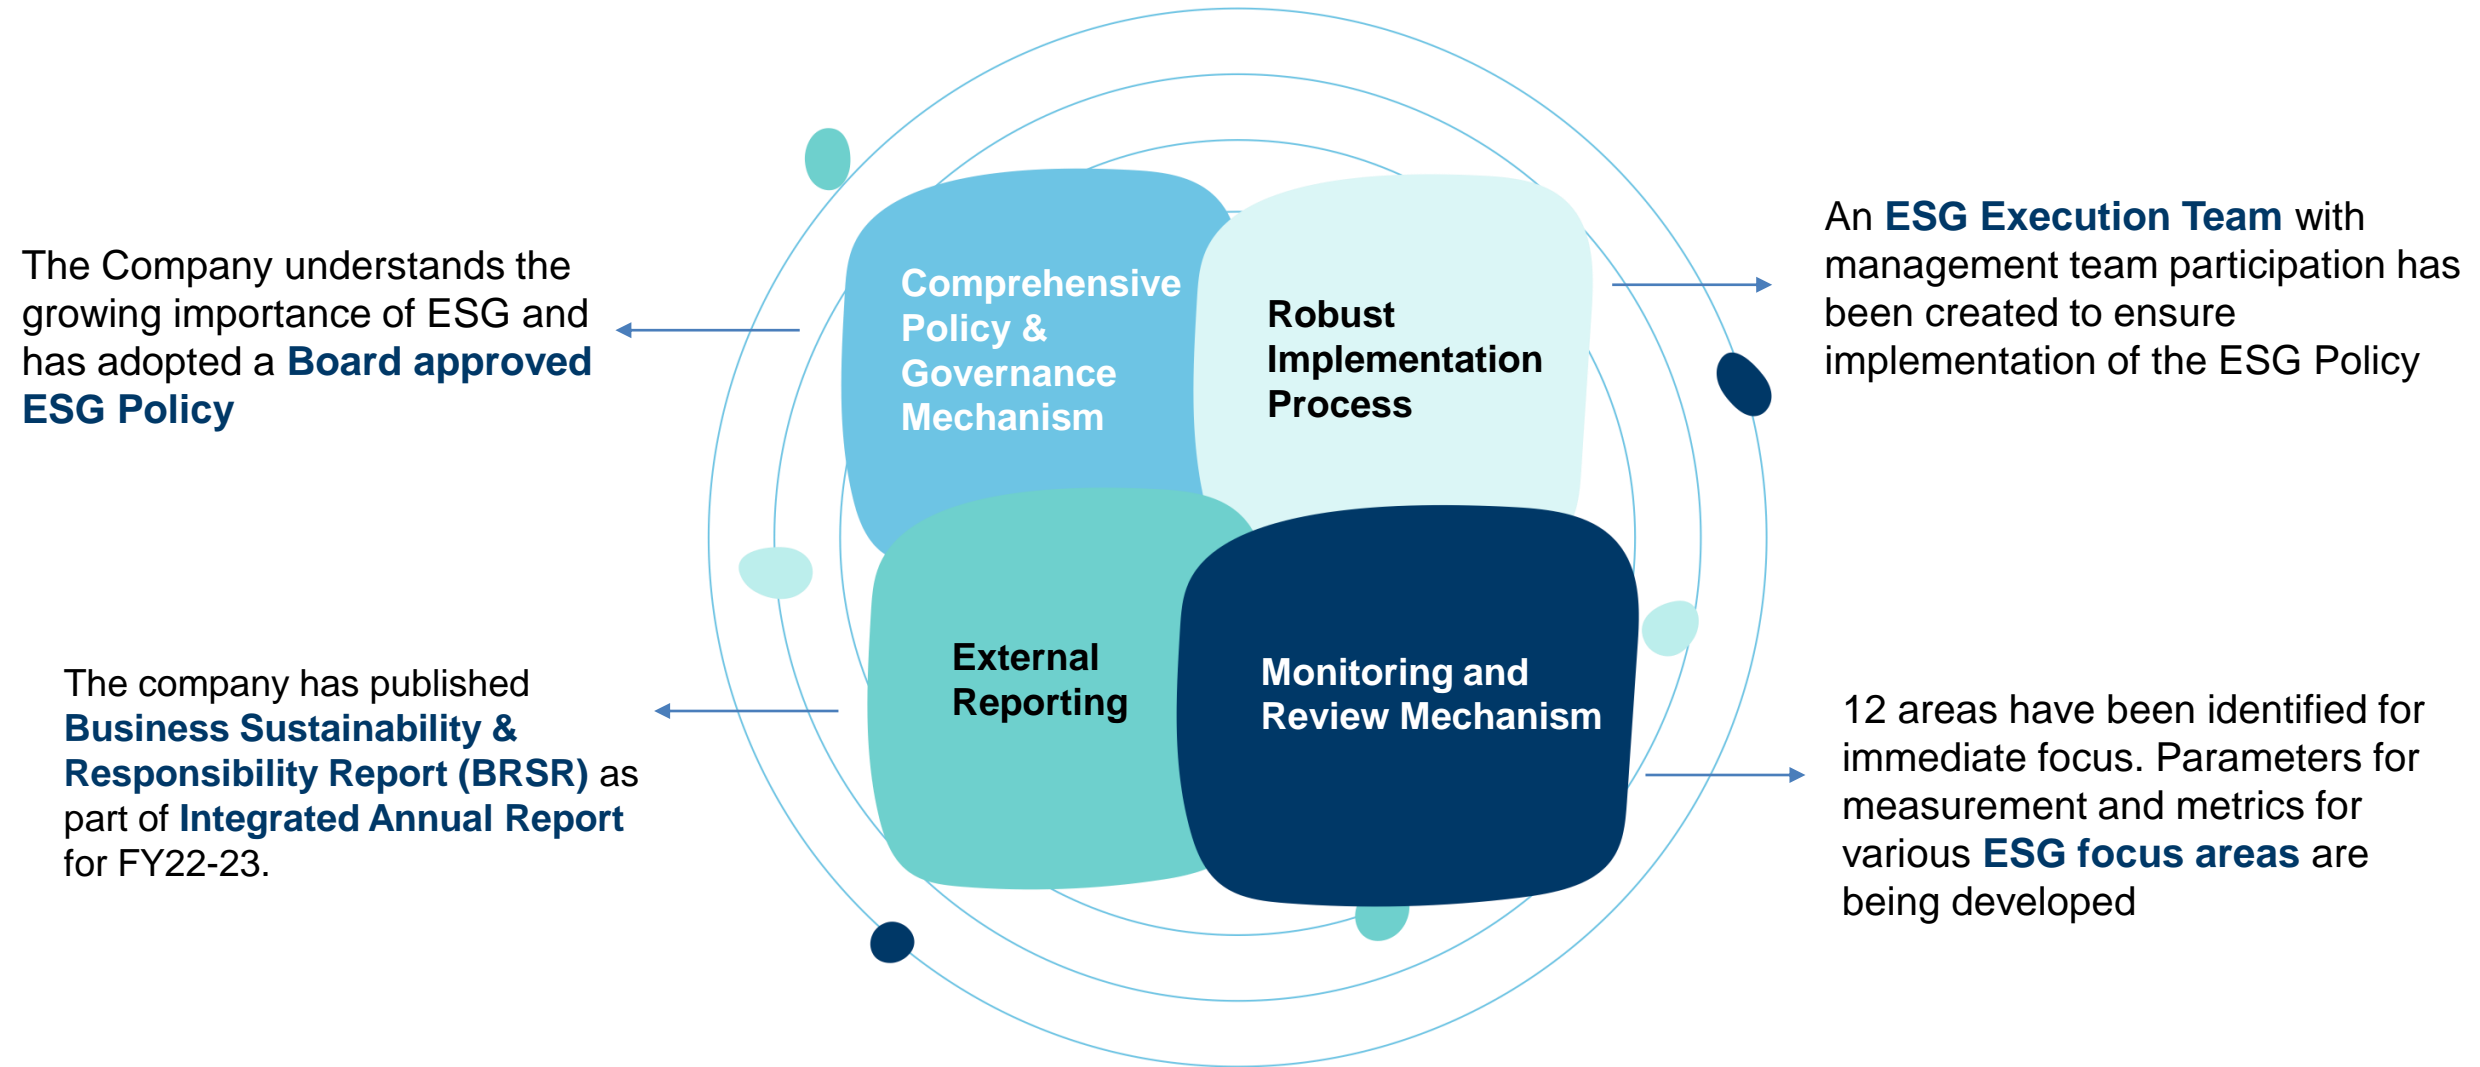 The Company understands the
growing importance of ESG and
has adopted a Board approved
ESG Policy
Comprehensive
Policy &
Governance
Mechanism
Robust
Implementation
Process
An ESG Execution Team with
management team participation has
been created to ensure
implementation of the ESG Policy
The company has published
Business Sustainability &
Responsibility Report (BRSR) as
part of Integrated Annual Report
for FY22-23.
External
Reporting
Monitoring and
Review Mechanism
12 areas have been identified for
immediate focus. Parameters for
measurement and metrics for
various ESG focus areas are
being developed